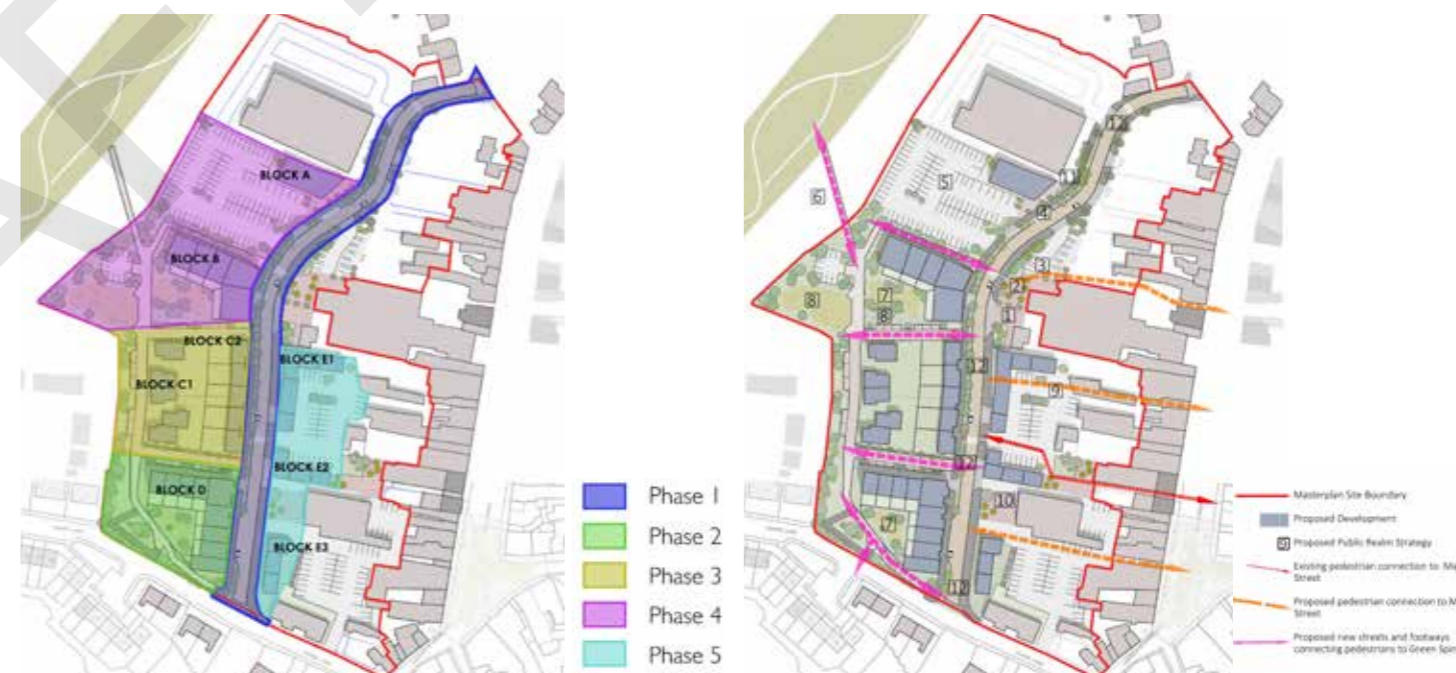 BLOCK A
BLOCK B
BLOCK C2
BLOCK C1
BLOCK D
BLOCK E1
BLOCK E2
BLOCK E3
Phase 1
Phase 2
Phase 3
Phase 4
Phase 5
12
11
5
4
6
3
2
1
7
8
8
12
9
12
10
7
12
Masterplan Site Boundary
Proposed Development
Proposed Public Realm Strategy
Existing pedestrian connection to
Street
Proposed pedestrian connection to
Street
Proposed new streets and footways
connecting pedestrians to Green